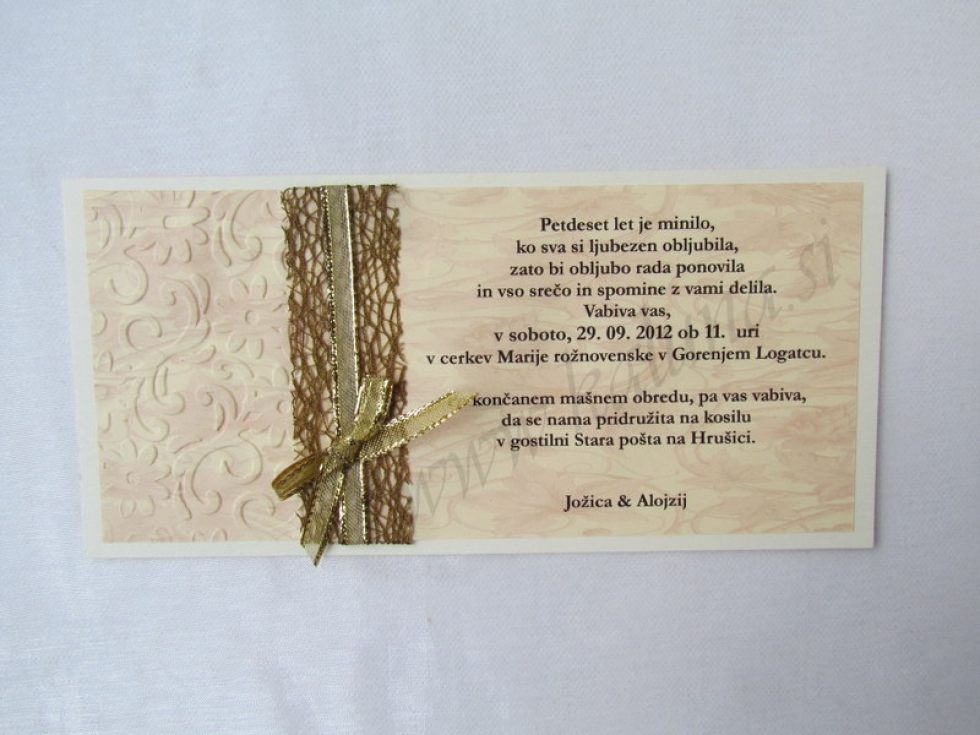 Petdeset let je minilo,
ko sva si ljubezen obljubila,
zato bi obljubo rada ponovila
in vso srečo in spomine z vami delila.
Vabiva vas,
v soboto, 29. 09. 2012 ob 11. uri
v cerkev Marije rožnovenske v Gorenjem Logatcu.
končanem mašnem obredu, pa vas vabiva,
da se nama pridružita na kosilu
v gostilni Stara pošta na Hrušici.
Jožica & Alojzij